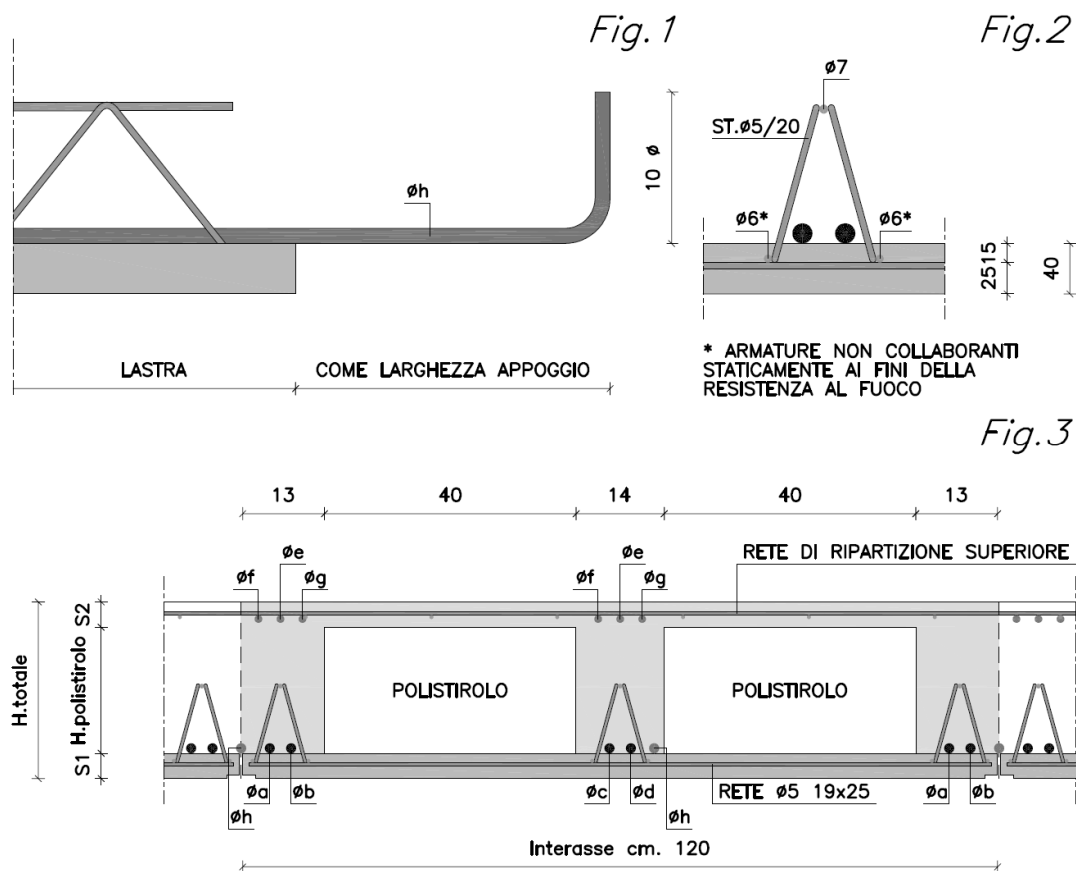 Fig. 1
10 ø
øh
LASTRA
COME LARGHEZZA APPOGGIO
Fig.2
ø7
ST.ø5/20
ø6*
ø6*
2515
40
* ARMATURE NON COLLABORANTI
STATICAMENTE AI FINI DELLA
RESISTENZA AL FUOCO
Fig.3
13
40
14
40
13
RETE DI RIPARTIZIONE SUPERIORE
øe
øe
øf
øg
øf
øg
H.totale
S1
H.polistirolo
S2
POLISTIROLO
POLISTIROLO
øa
øb
øc
ød
RETE ø5 19x25
øa
øb
øh
øh
Interasse cm. 120